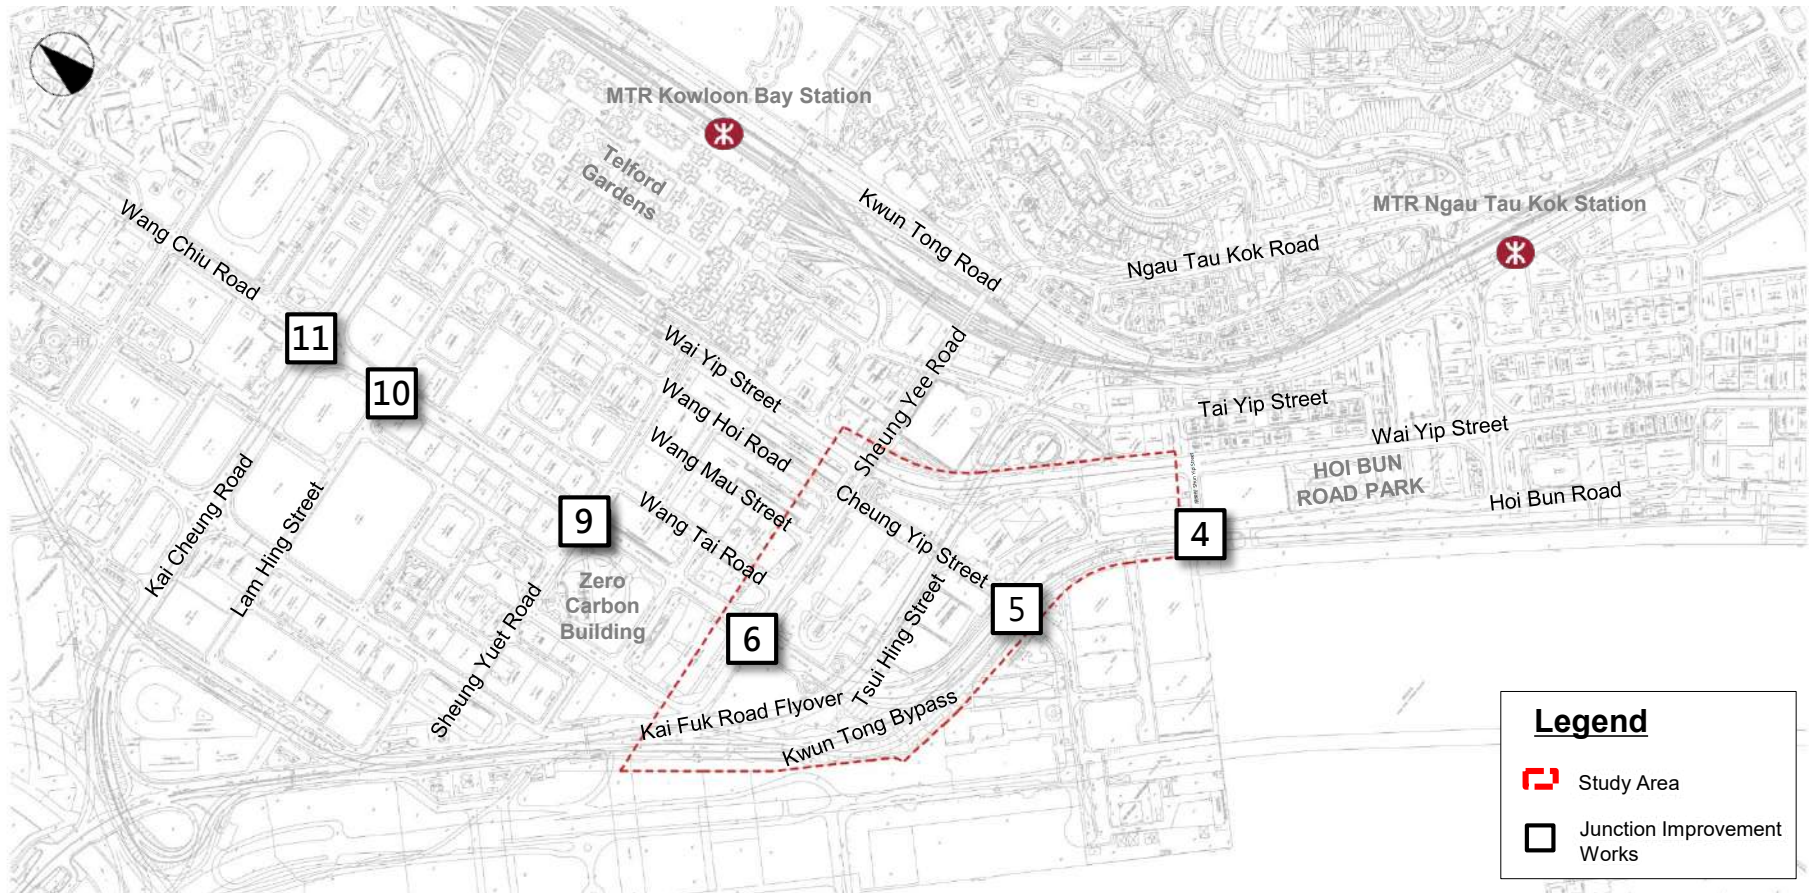 MTR Kowloon Bay Station
Telford
Gardens
Kwun Tong Road
MTR Ngau Tau Kok Station
Ngau Tau Kok Road
Wang Chiu Road
11
10
Wai Yip Street
Sheung Yee Road
Wang Hoi Road
Wang Mau Street
Tai Yip Street
Wai Yip Street
HOI BUN
ROAD PARK
Hoi Bun Road
Kai Cheung Road
Lam Hing Street
9
Wang Tai Road
Cheung Yip Street
4
Zero
Carbon
Building
5
6
Sheung Yuet Road
Tsui Hing Street
Kai Fuk Road Flyover
Kwun Tong Bypass
Legend
Study Area
Junction Improvement
Works